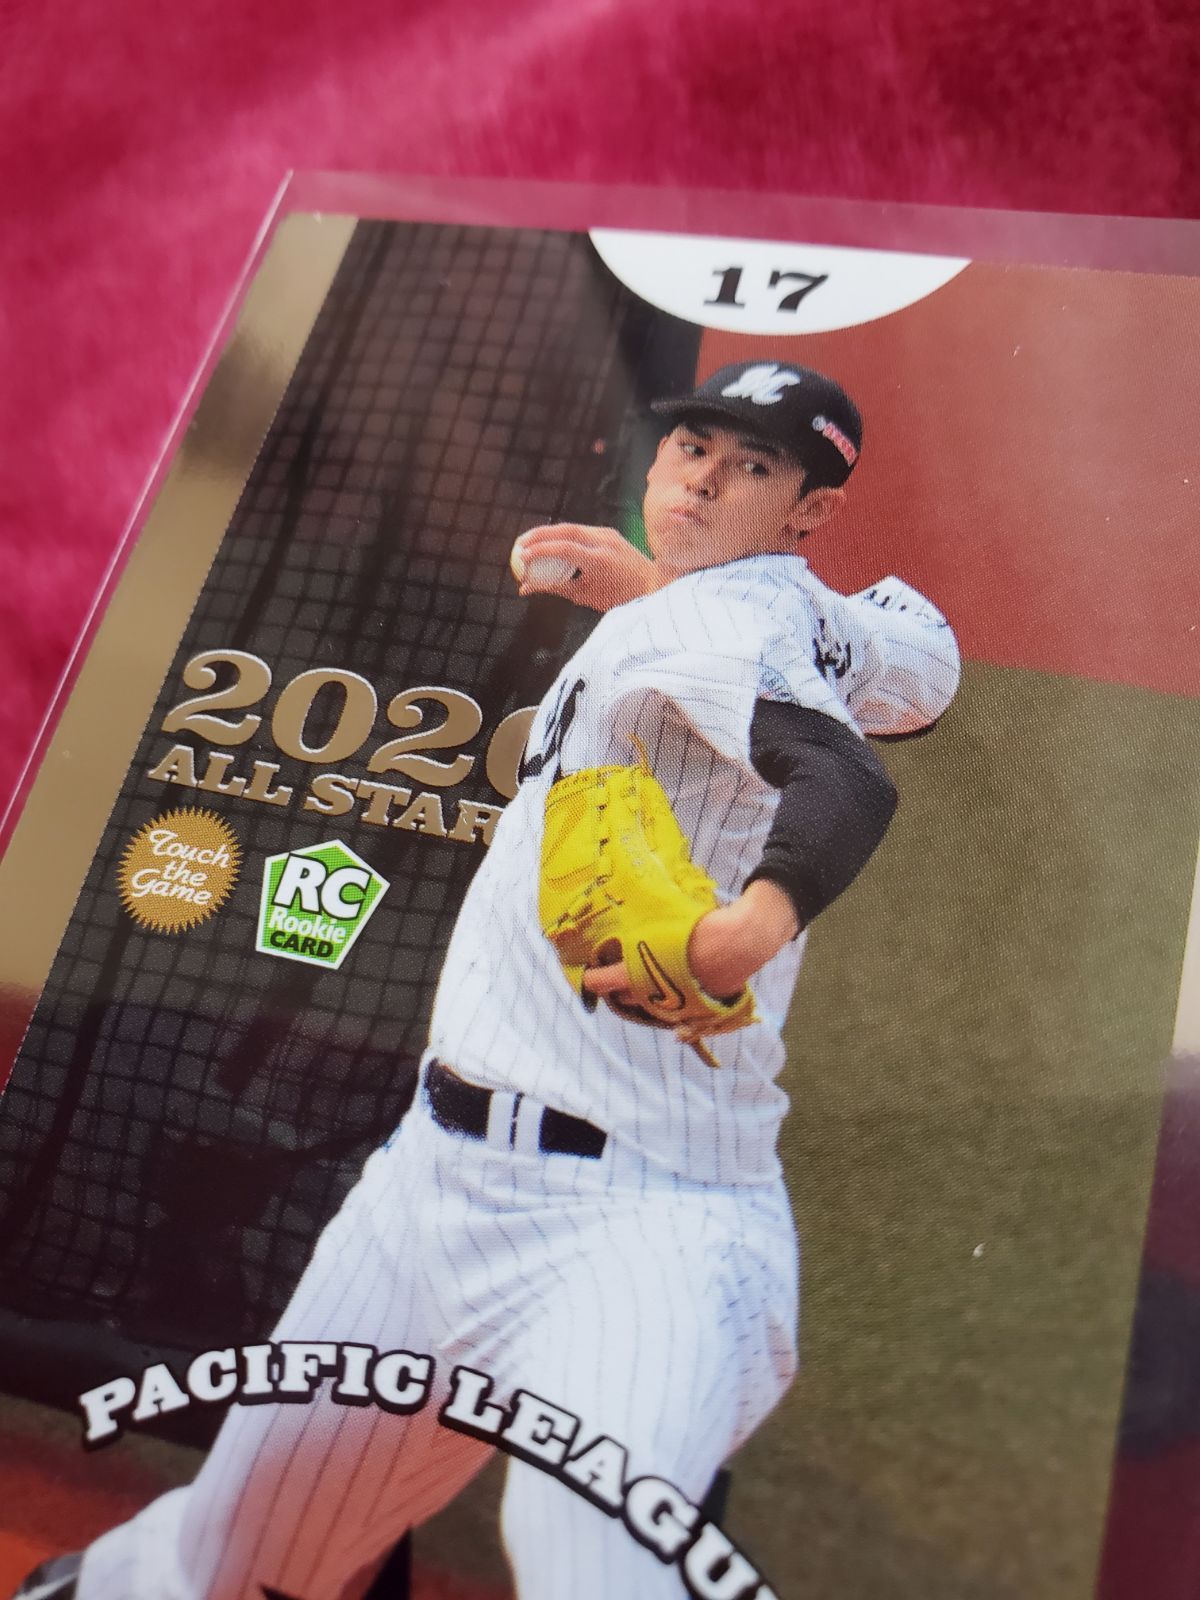 17
M
2020
ALL STAR
Touch
the
Game
RC
Rookie
CARD
PACIFIC LEAGU